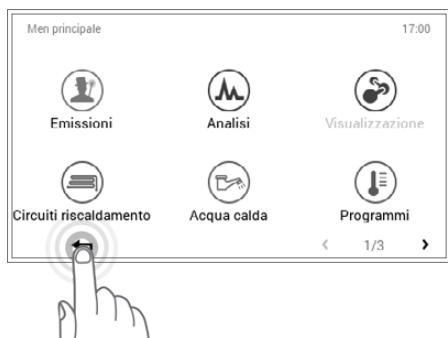 Men principale 17:00
Emissioni Analisi Visualizzazione
Circuiti riscaldamento Acqua calda Programmi
1/3